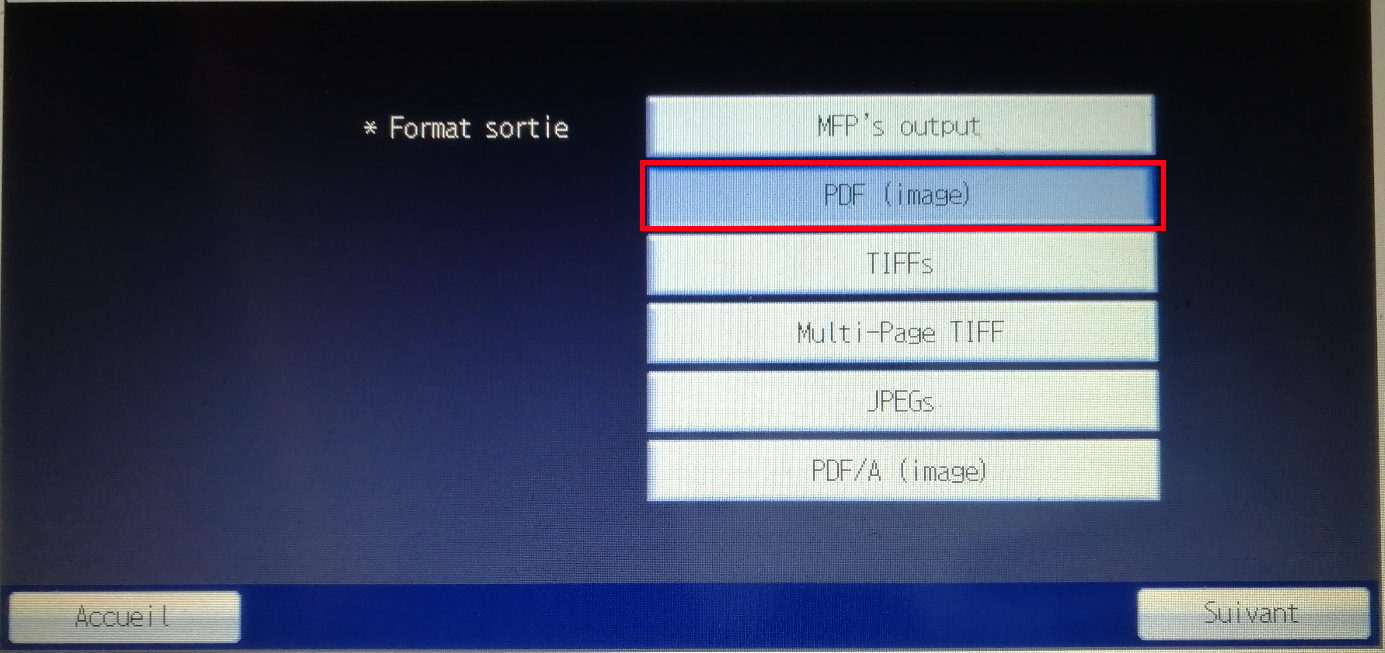 * Format sortie
MFP's output
PDF (image)
TIFFs
Multi-Page TIFF
JPEGs
PDF/A (image)
Accueil
Suivant